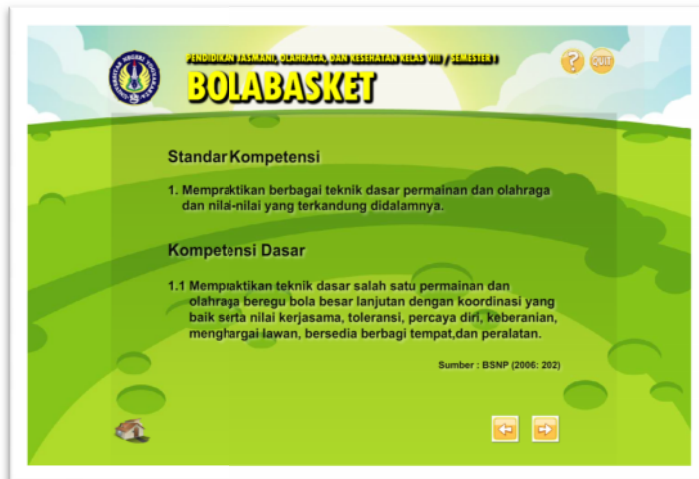 PENDIDIKAN JASMANI, OLAHRAGA, DAN KESEHATAN KELAS VIII / SEMESTER 1
BOLABASKET
? QUIT
Standar Kompetensi
1. Mempraktikan berbagai teknik dasar permainan dan olahraga
dan nilai-nilai yang terkandung didalamnya.
Kompetensi Dasar
1.1 Mempraktikan teknik dasar salah satu permainan dan
olahraga beregu bola besar lanjutan dengan koordinasi yang
baik serta nilai kerjasama, toleransi, percaya diri, keberanian,
menghargai lawan, bersedia berbagi tempat,dan peralatan.
Sumber : BSNP (2006: 202)